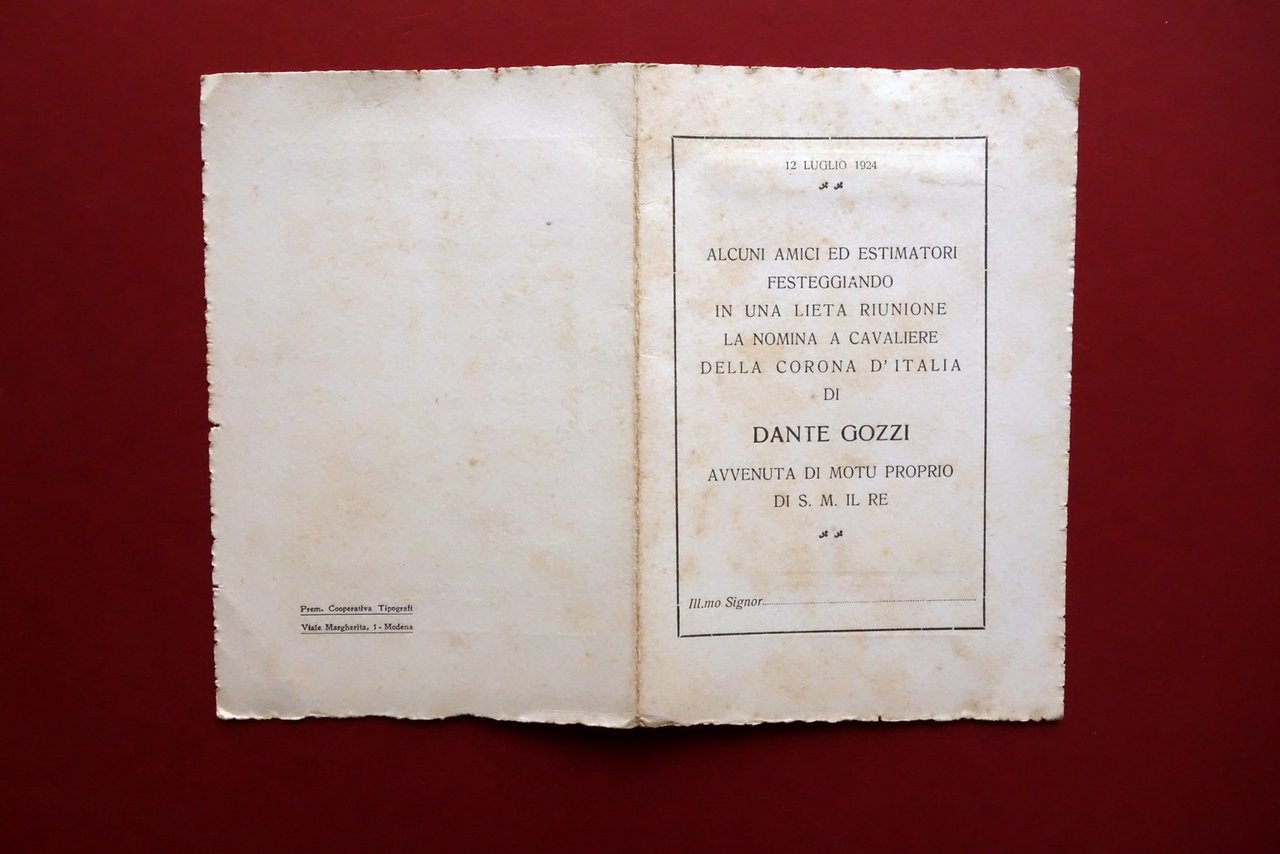 Prem. Cooperativa Tipografi
Viale Margherita, 1 - Modena
12 LUGLIO 1924
ALCUNI AMICI ED ESTIMATORI
FESTEGGIANDO
IN UNA LIETA RIUNIONE
LA NOMINA A CAVALIERE
DELLA CORONA D'ITALIA
DI
DANTE GOZZI
AVVENUTA DI MOTU PROPRIO
DI S. M. IL RE
Ill.mo Signor